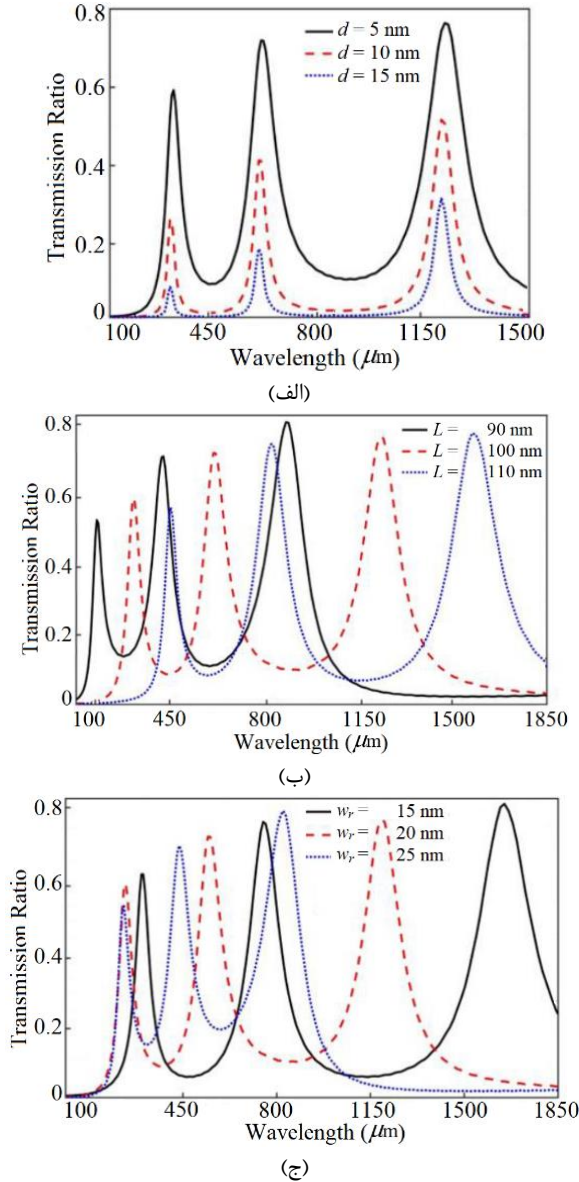 0.8
0.6
0.4
0.2
0
Transmission Ratio
d = 5 nm
d = 10 nm
d = 15 nm
100 450 800 1150 1500
Wavelength (μm)
(الف)
0.8
0.6
0.4
0.2
0
Transmission Ratio
L = 90 nm
L = 100 nm
L = 110 nm
100 450 800 1150 1500 1850
Wavelength (μm)
(ب)
0.8
0.6
0.4
0.2
0
Transmission Ratio
wr = 15 nm
wr = 20 nm
wr = 25 nm
100 450 800 1150 1500 1850
Wavelength (μm)
(ج)